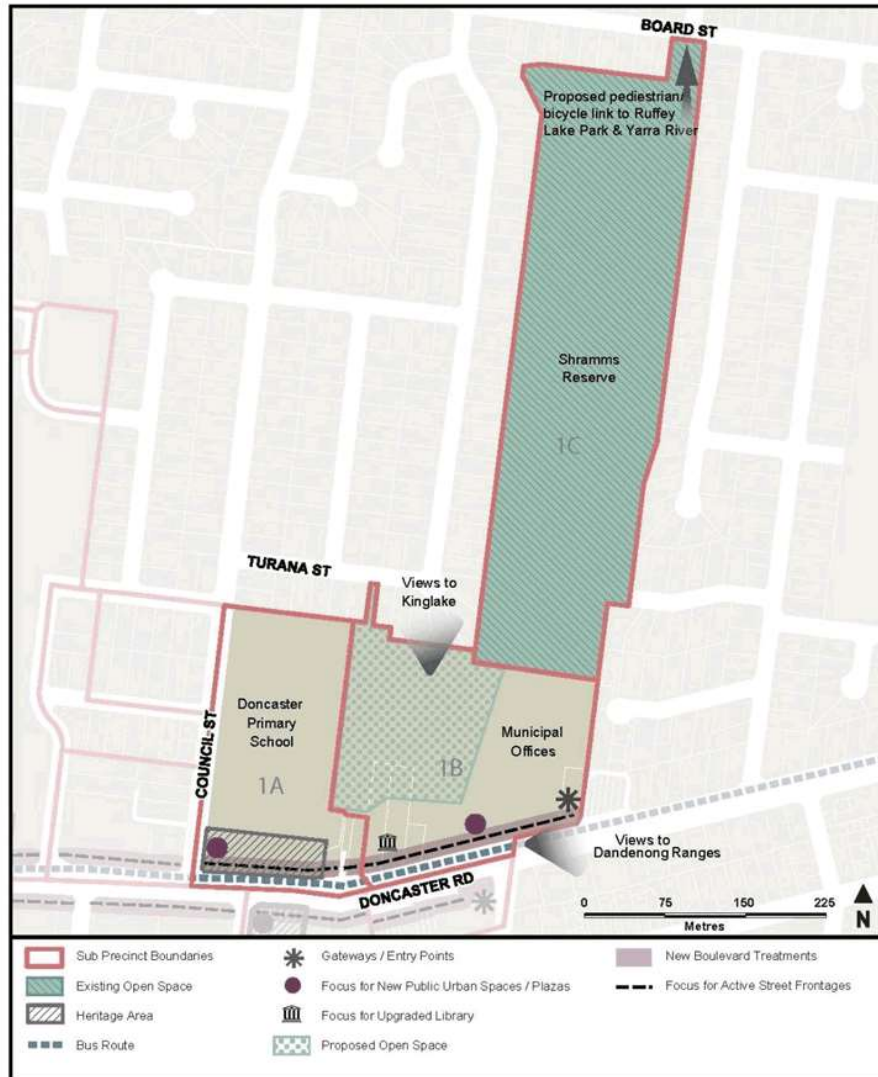 BOARD ST
Proposed pediestrian/
bicycle link to Ruffey
Lake Park & Yarra River
Shramms
Reserve
1C
TURANA ST
Views to
Kinglake
COUNCIL ST
Doncaster
Primary
School
1A
Municipal
Offices
1B
Views to
Dandenong Ranges
DONCASTER RD
0 75 150 225
Metres
N
Sub Precinct Boundaries
Existing Open Space
Heritage Area
Bus Route
Gateways / Entry Points
Focus for New Public Urban Spaces / Plazas
Focus for Upgraded Library
Proposed Open Space
New Boulevard Treatments
Focus for Active Street Frontages